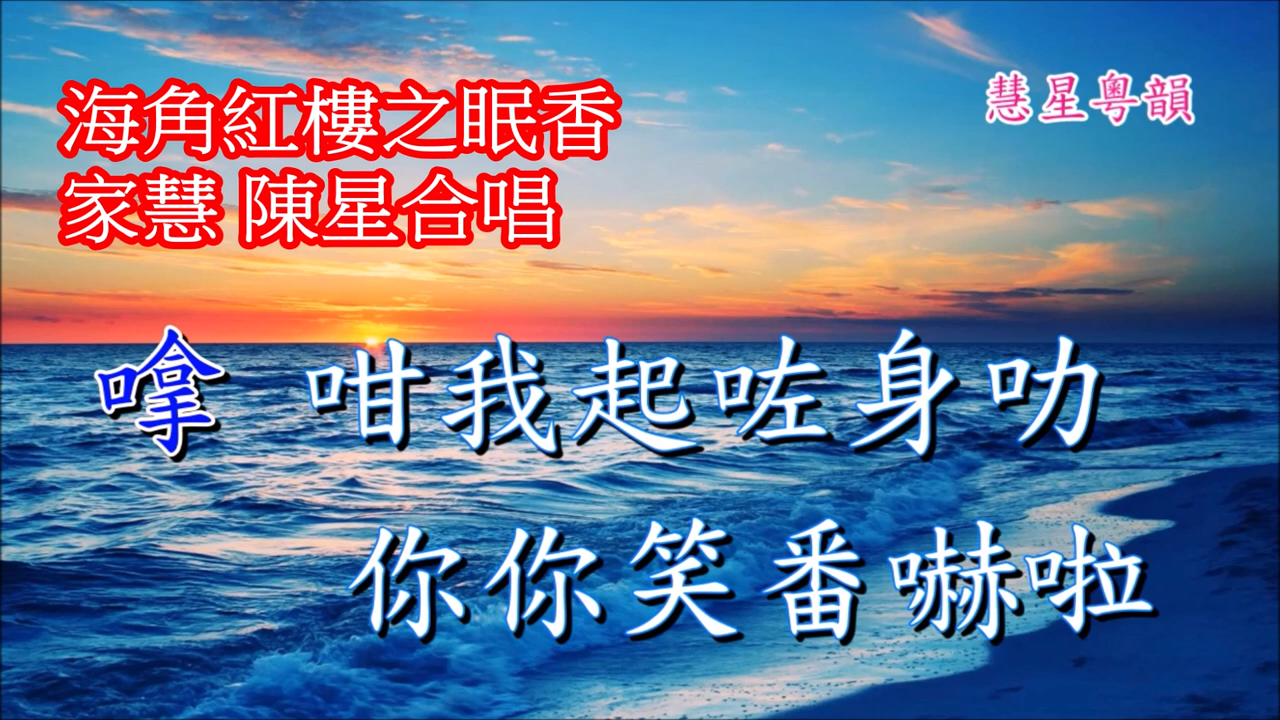 海角紅樓之眠香
慧星粵韻
家慧 陳星合唱
嗱 咁我起咗身叻
你你笑番嚇啦